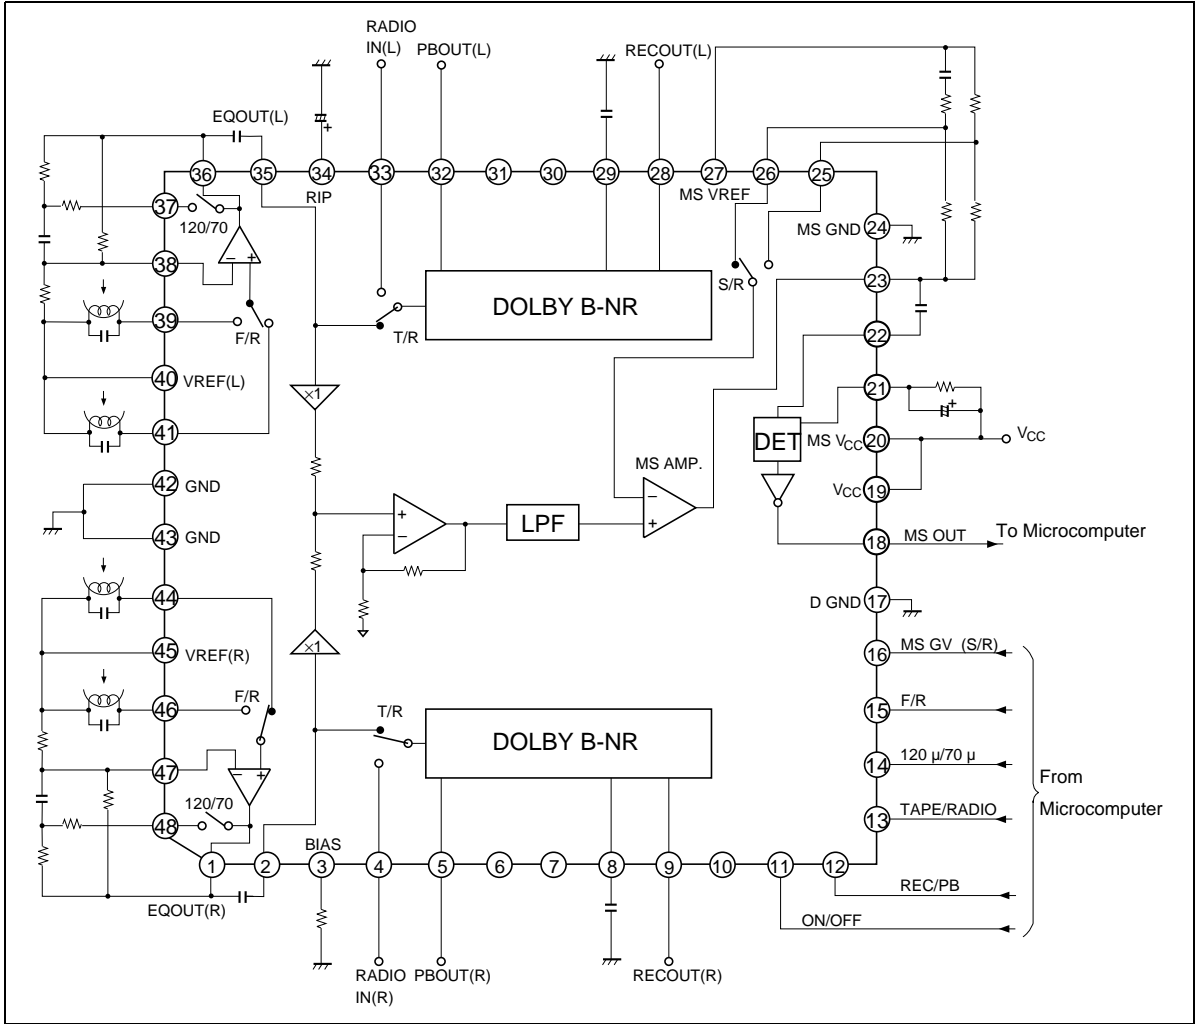 RADIO
IN(L)
PBOUT(L)
RECOUT(L)
EQOUT(L)
+
36
35
34
33
32
31
30
29
28
27
26
25
RIP
MS VREF
37
120/70
MS GND
24
38
− +
S/R
23
DOLBY B-NR
39
F/R
T/R
22
40
VREF(L)
×1
21
+
41
DET
MS VCC
20
VCC
MS AMP.
42
GND
VCC
19
−
+
−
LPF
+
43
GND
18
MS OUT
To Microcomputer
44
D GND
17
45
VREF(R)
×1
16
MS GV (S/R)
46
F/R
T/R
15
F/R
DOLBY B-NR
47
− +
14
120 µ/70 µ
From
Microcomputer
48
120/70
13
TAPE/RADIO
BIAS
1
2
3
4
5
6
7
8
9
10
11
12
REC/PB
EQOUT(R)
ON/OFF
RADIO
IN(R)
PBOUT(R)
RECOUT(R)